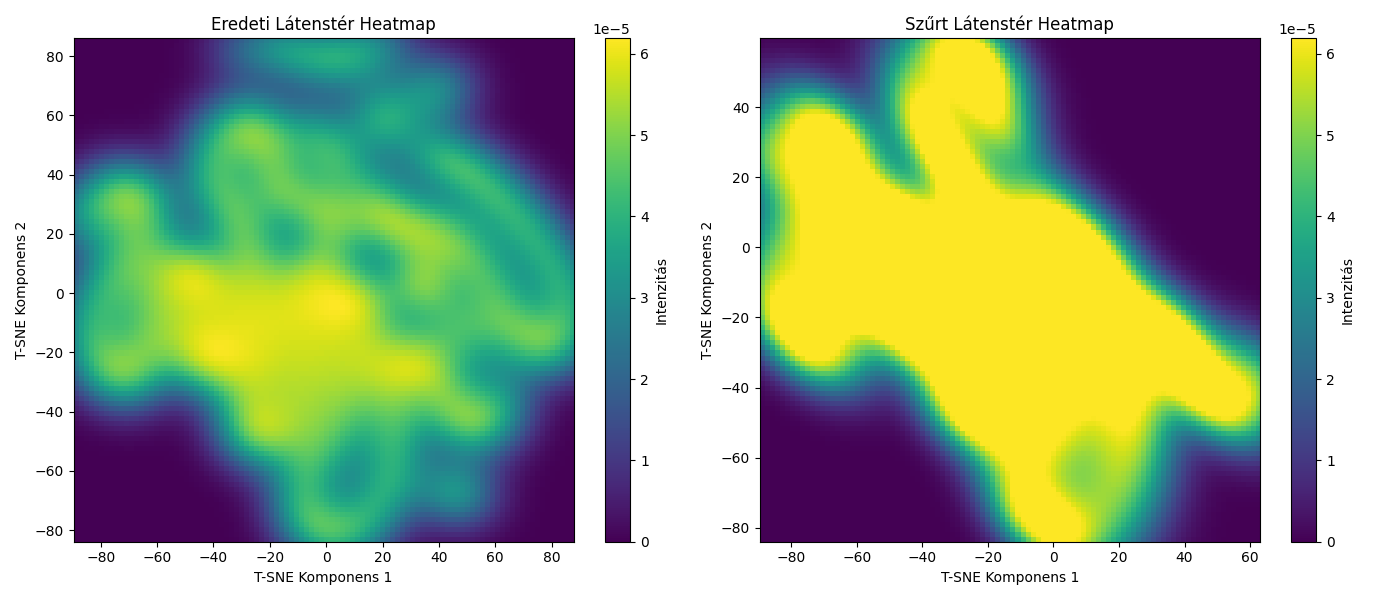 Eredeti Látenstér Heatmap
1e−5
80
60
40
20
0
−20
−40
−60
−80
T-SNE Komponens 2
−80 −60 −40 −20 0 20 40 60 80
T-SNE Komponens 1
6
5
4
3
2
1
0
Intenzitás
Szűrt Látenstér Heatmap
1e−5
40
20
0
−20
−40
−60
−80
T-SNE Komponens 2
−80 −60 −40 −20 0 20 40 60
T-SNE Komponens 1
6
5
4
3
2
1
0
Intenzitás